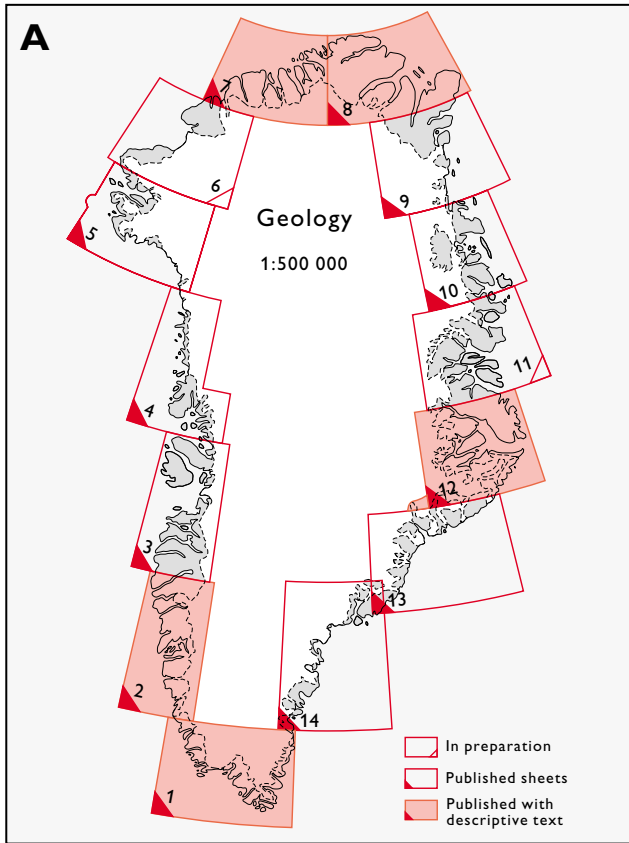 A
7
8
6
9
5
Geology
1:500 000
10
11
4
12
3
13
2
14
1
In preparation
Published sheets
Published with
descriptive text